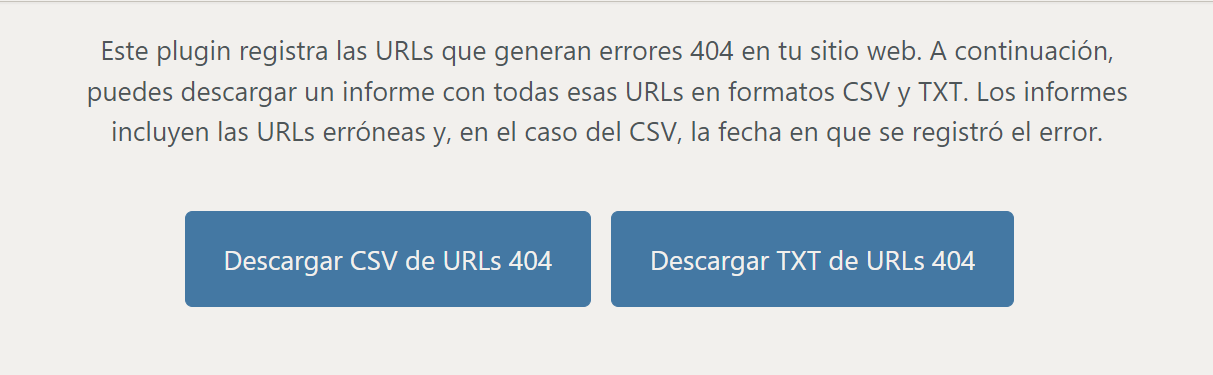 Este plugin registra las URLs que generan errores 404 en tu sitio web. A continuación,
puedes descargar un informe con todas esas URLs en formatos CSV y TXT. Los informes
incluyen las URLs erróneas y, en el caso del CSV, la fecha en que se registró el error.
Descargar CSV de URLs 404
Descargar TXT de URLs 404